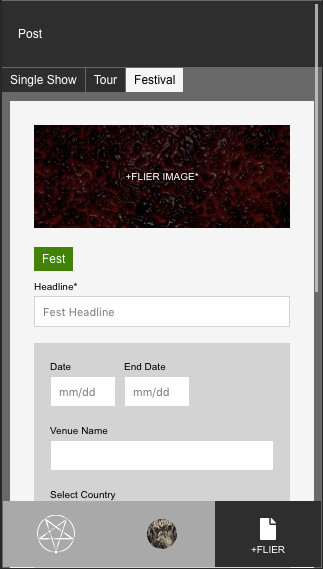 Post
Single Show Tour Festival
+FLIER IMAGE*
Fest
Headline*
Fest Headline
Date End Date
mm/dd mm/dd
Venue Name
Select Country
+FLIER